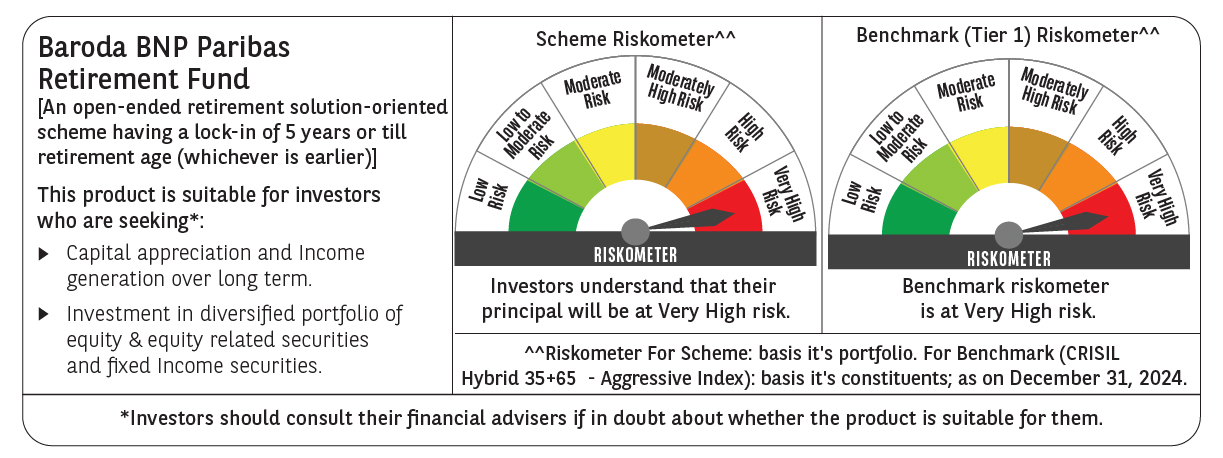 Baroda BNP Paribas
Retirement Fund
[An open-ended retirement solution-oriented
scheme having a lock-in of 5 years or till
retirement age (whichever is earlier)]
This product is suitable for investors
who are seeking*:
Capital appreciation and Income
generation over long term.
Investment in diversified portfolio of
equity & equity related securities
and fixed Income securities.
Scheme Riskometer^^
Low
Risk
Low to
Moderate
Risk
Moderate
Risk
Moderately
High Risk
High
Risk
Very High
Risk
RISKOMETER
Investors understand that their
principal will be at Very High risk.
Benchmark (Tier 1) Riskometer^^
Low
Risk
Low to
Moderate
Risk
Moderate
Risk
Moderately
High Risk
High
Risk
Very High
Risk
RISKOMETER
Benchmark riskometer
is at Very High risk.
^^Riskometer For Scheme: basis it's portfolio. For Benchmark (CRISIL
Hybrid 35+65 - Aggressive Index): basis it's constituents; as on December 31, 2024.
*Investors should consult their financial advisers if in doubt about whether the product is suitable for them.